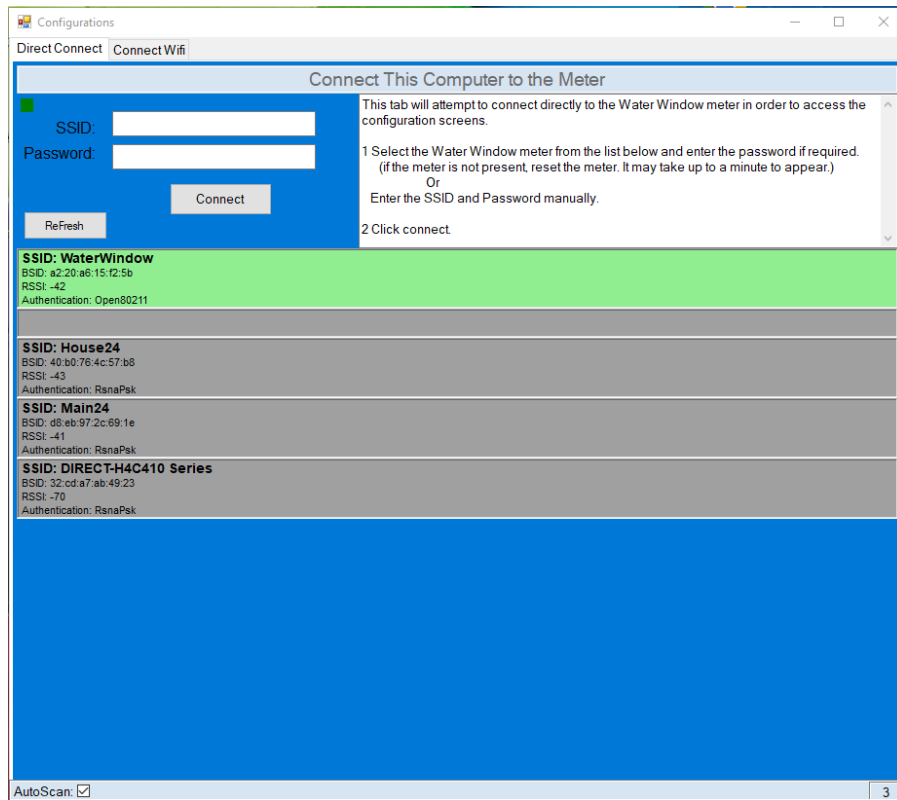 Configurations
Direct Connect Connect Wifi
Connect This Computer to the Meter
SSID:
Password:
Connect
ReFresh
This tab will attempt to connect directly to the Water Window meter in order to access the
configuration screens.
1 Select the Water Window meter from the list below and enter the password if required.
(if the meter is not present, reset the meter. It may take up to a minute to appear.)
Or
Enter the SSID and Password manually.
2 Click connect.
SSID: WaterWindow
BSID: a2:20:a6:15:f2:5b
RSSI: -42
Authentication: Open80211
SSID: House24
BSID: 40:b0:76:4c:57:b8
RSSI: -43
Authentication: RsnaPsk
SSID: Main24
BSID: d8:eb:97:2c:69:1e
RSSI: -41
Authentication: RsnaPsk
SSID: DIRECT-H4C410 Series
BSID: 32:cd:a7:ab:49:23
RSSI: -70
Authentication: RsnaPsk
AutoScan:
3